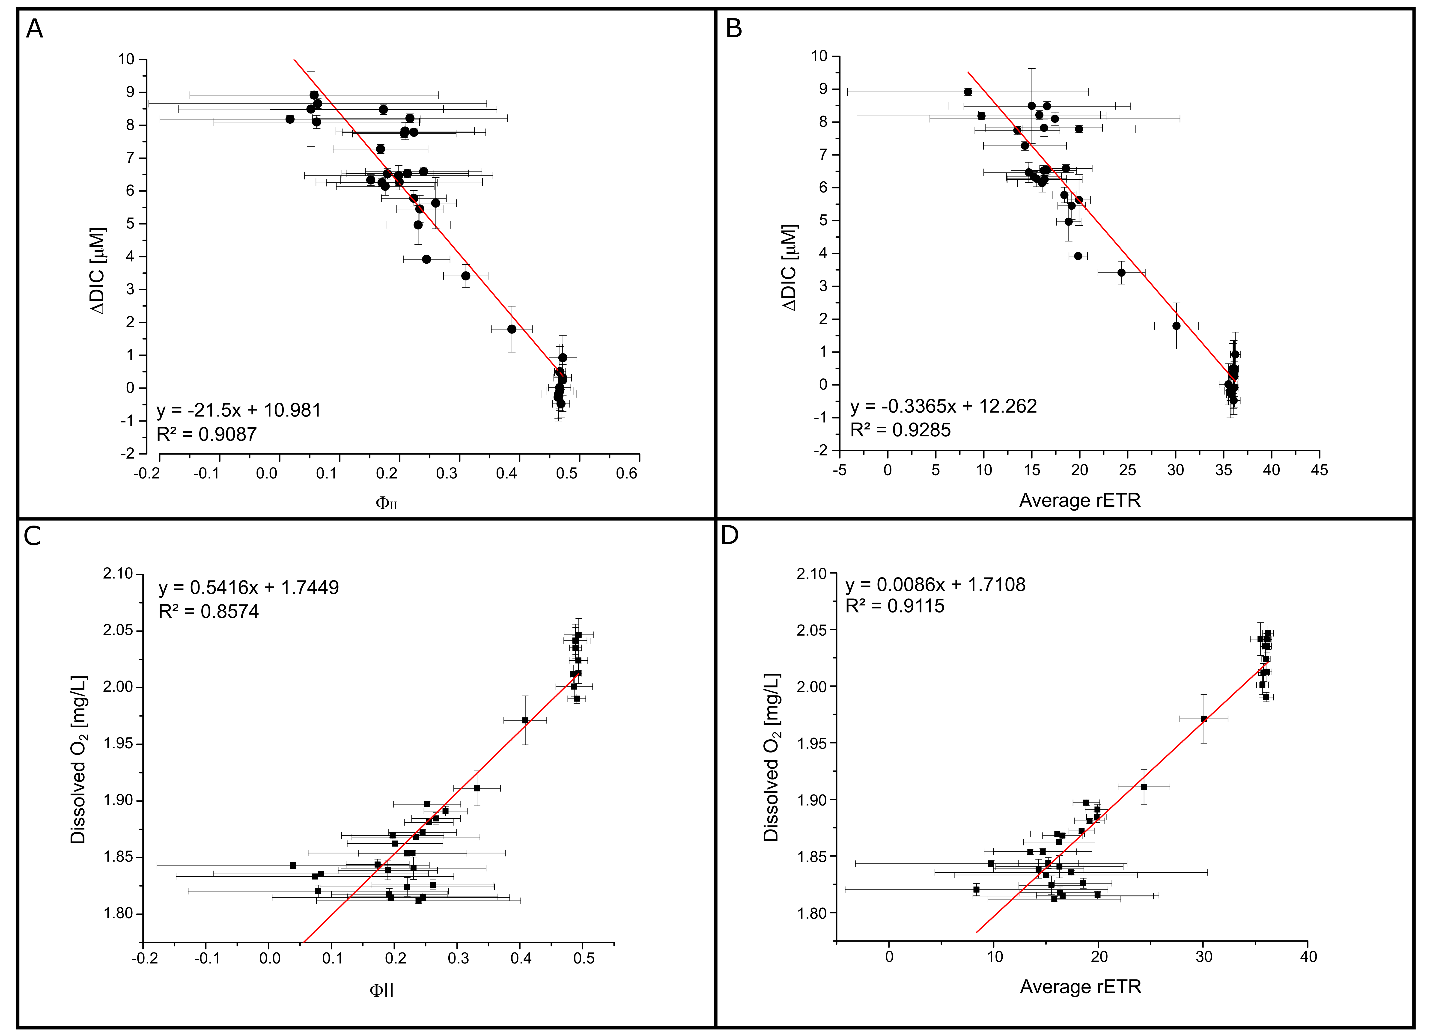 A
10
9
8
7
6
5
4
3
2
1
0
-1
-2
ΔDIC [µM]
y = -21.5x + 10.981
R² = 0.9087
-0.2 -0.1 0.0 0.1 0.2 0.3 0.4 0.5 0.6
ΦII
B
10
9
8
7
6
5
4
3
2
1
0
-1
-2
ΔDIC [µM]
y = -0.3365x + 12.262
R² = 0.9285
-5 0 5 10 15 20 25 30 35 40 45
Average rETR
C
2.10
2.05
2.00
1.95
1.90
1.85
1.80
Dissolved O₂ [mg/L]
y = 0.5416x + 1.7449
R² = 0.8574
-0.2 -0.1 0.0 0.1 0.2 0.3 0.4 0.5
ΦII
D
2.10
2.05
2.00
1.95
1.90
1.85
1.80
Dissolved O₂ [mg/L]
y = 0.0086x + 1.7108
R² = 0.9115
0 10 20 30 40
Average rETR